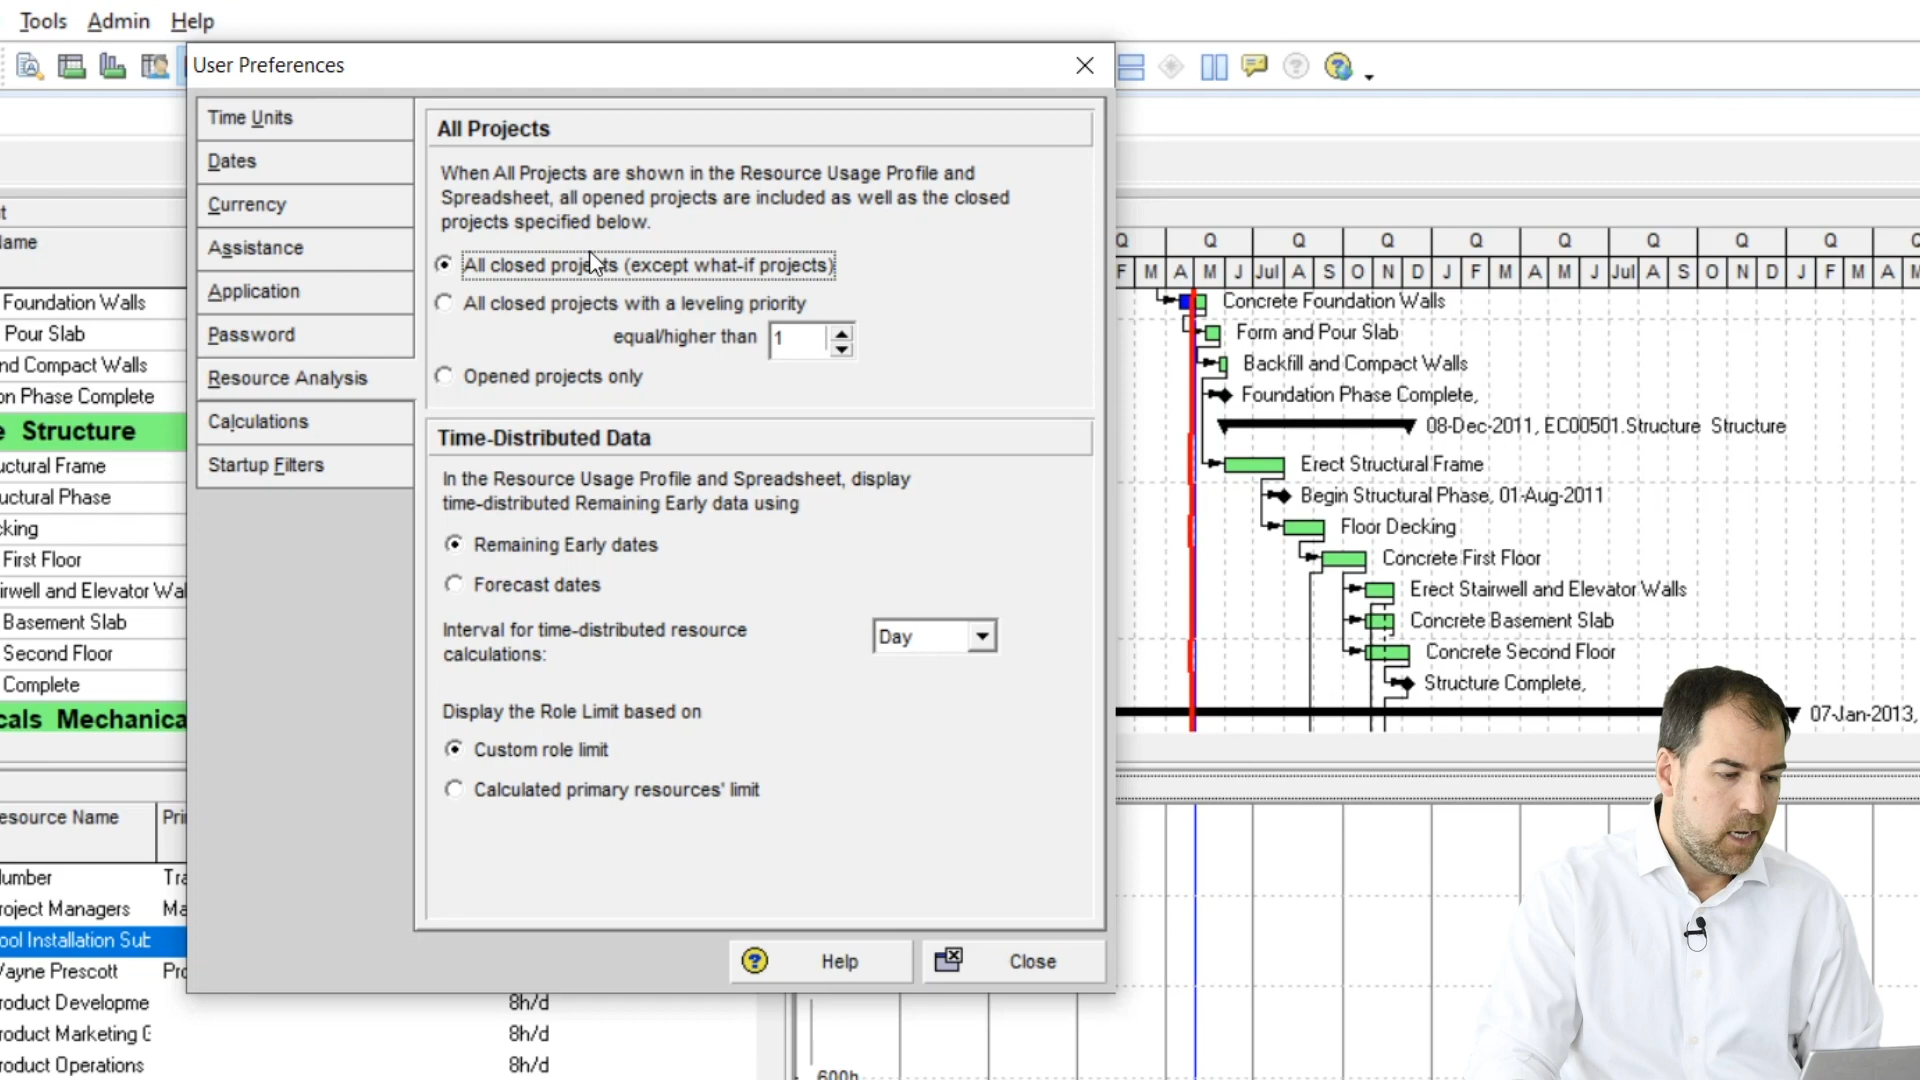 Tools Admin Help
User Preferences
Time Units
Dates
Currency
Assistance
Application
Password
Resource Analysis
Calculations
Startup Filters
All Projects
When All Projects are shown in the Resource Usage Profile and
Spreadsheet, all opened projects are included as well as the closed
projects specified below.
All closed projects (except what-if projects)
All closed projects with a leveling priority
equal/higher than 1
Opened projects only
Time-Distributed Data
In the Resource Usage Profile and Spreadsheet, display
time-distributed Remaining Early data using
Remaining Early dates
Forecast dates
Interval for time-distributed resource
calculations:
Day
Display the Role Limit based on
Custom role limit
Calculated primary resources' limit
Help
Close
t
lame
Foundation Walls
Pour Slab
nd Compact Walls
on Phase Complete
e Structure
uctural Frame
uctural Phase
cking
First Floor
irwell and Elevator Wal
Basement Slab
Second Floor
Complete
cals Mechanica
esource Name Pri
lumber Tra
roject Managers Ma
ool Installation Sub
Vayne Prescott Pro
roduct Developme 8h/d
roduct Marketing G 8h/d
roduct Operations 8h/d
Q Q Q Q Q Q Q Q Q
F M A M J Jul A S O N D J F M A M J Jul A S O N D J F M A M
Concrete Foundation Walls
Form and Pour Slab
Backfill and Compact Walls
Foundation Phase Complete,
08-Dec-2011, EC00501.Structure Structure
Erect Structural Frame
Begin Structural Phase, 01-Aug-2011
Floor Decking
Concrete First Floor
Erect Stairwell and Elevator Walls
Concrete Basement Slab
Concrete Second Floor
Structure Complete,
07-Jan-2013,
600h